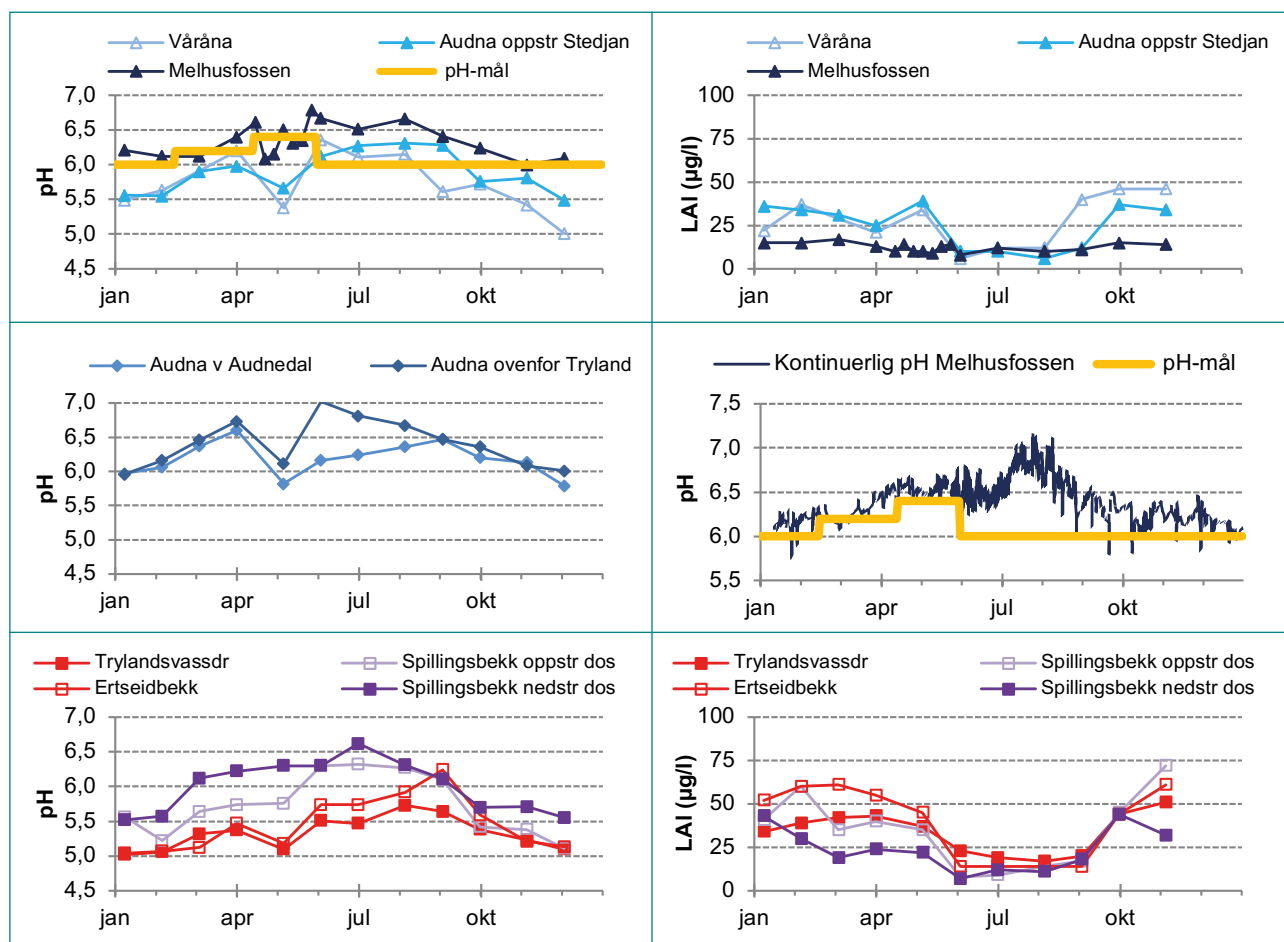 Våråna
Audna oppstr Stedjan
Melhusfossen
pH-mål
7,0
6,5
6,0
5,5
5,0
4,5
pH
jan
apr
jul
okt
Våråna
Audna oppstr Stedjan
Melhusfossen
100
75
50
25
0
LAl (µg/l)
jan
apr
jul
okt
Audna v Audnedal
Audna ovenfor Tryland
7,0
6,5
6,0
5,5
5,0
4,5
pH
jan
apr
jul
okt
Kontinuerlig pH Melhusfossen
pH-mål
7,5
7,0
6,5
6,0
5,5
pH
jan
apr
jul
okt
Trylandsvassdr
Spillingsbekk oppstr dos
Ertseidbekk
Spillingsbekk nedstr dos
7,0
6,5
6,0
5,5
5,0
4,5
pH
jan
apr
jul
okt
Trylandsvassdr
Spillingsbekk oppstr dos
Ertseidbekk
Spillingsbekk nedstr dos
100
75
50
25
0
LAl (µg/l)
jan
apr
jul
okt